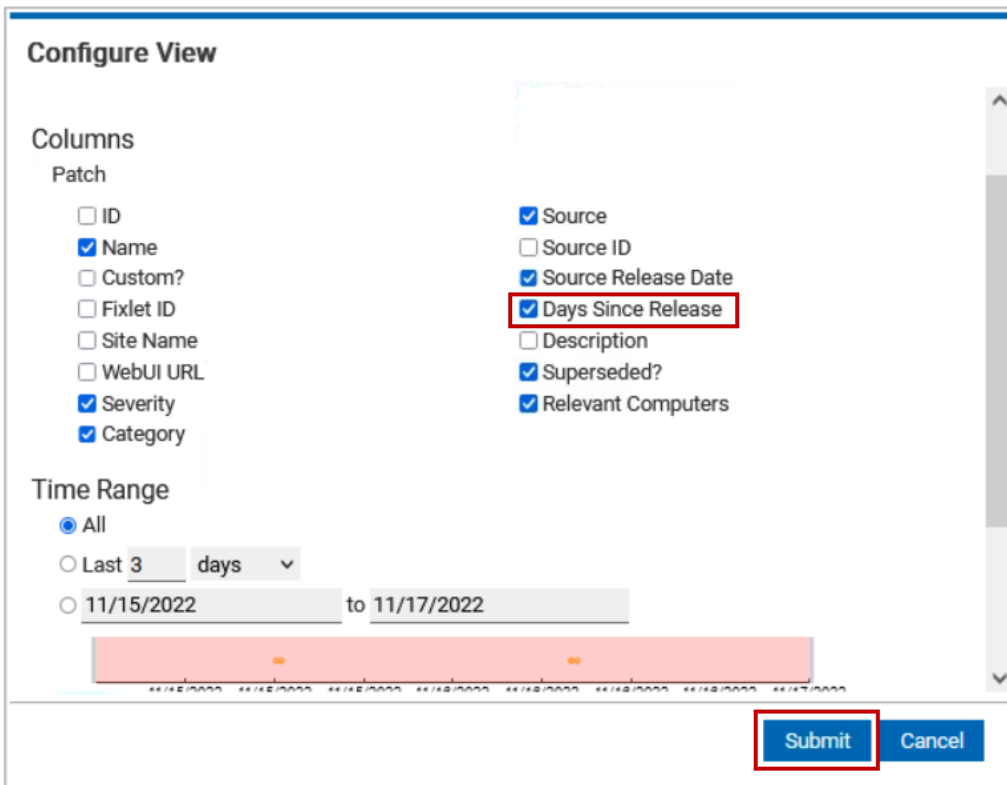 Configure View
Columns
Patch
ID
Name
Custom?
Fixlet ID
Site Name
WebUI URL
Severity
Category
Source
Source ID
Source Release Date
Days Since Release
Description
Superseded?
Relevant Computers
Time Range
All
Last 3 days
11/15/2022 to 11/17/2022
Submit Cancel